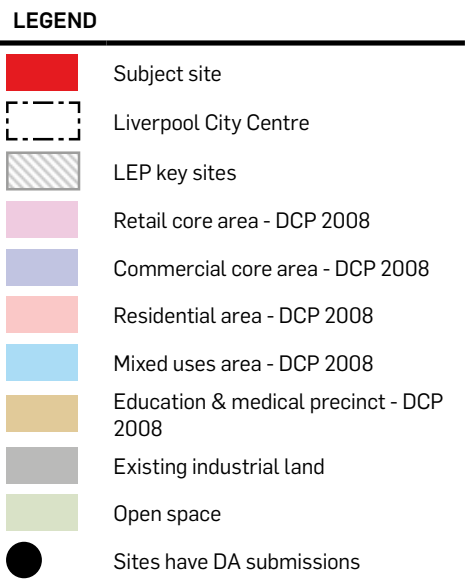 LEGEND
Subject site
Liverpool City Centre
LEP key sites
Retail core area - DCP 2008
Commercial core area - DCP 2008
Residential area - DCP 2008
Mixed uses area - DCP 2008
Education & medical precinct - DCP
2008
Existing industrial land
Open space
Sites have DA submissions